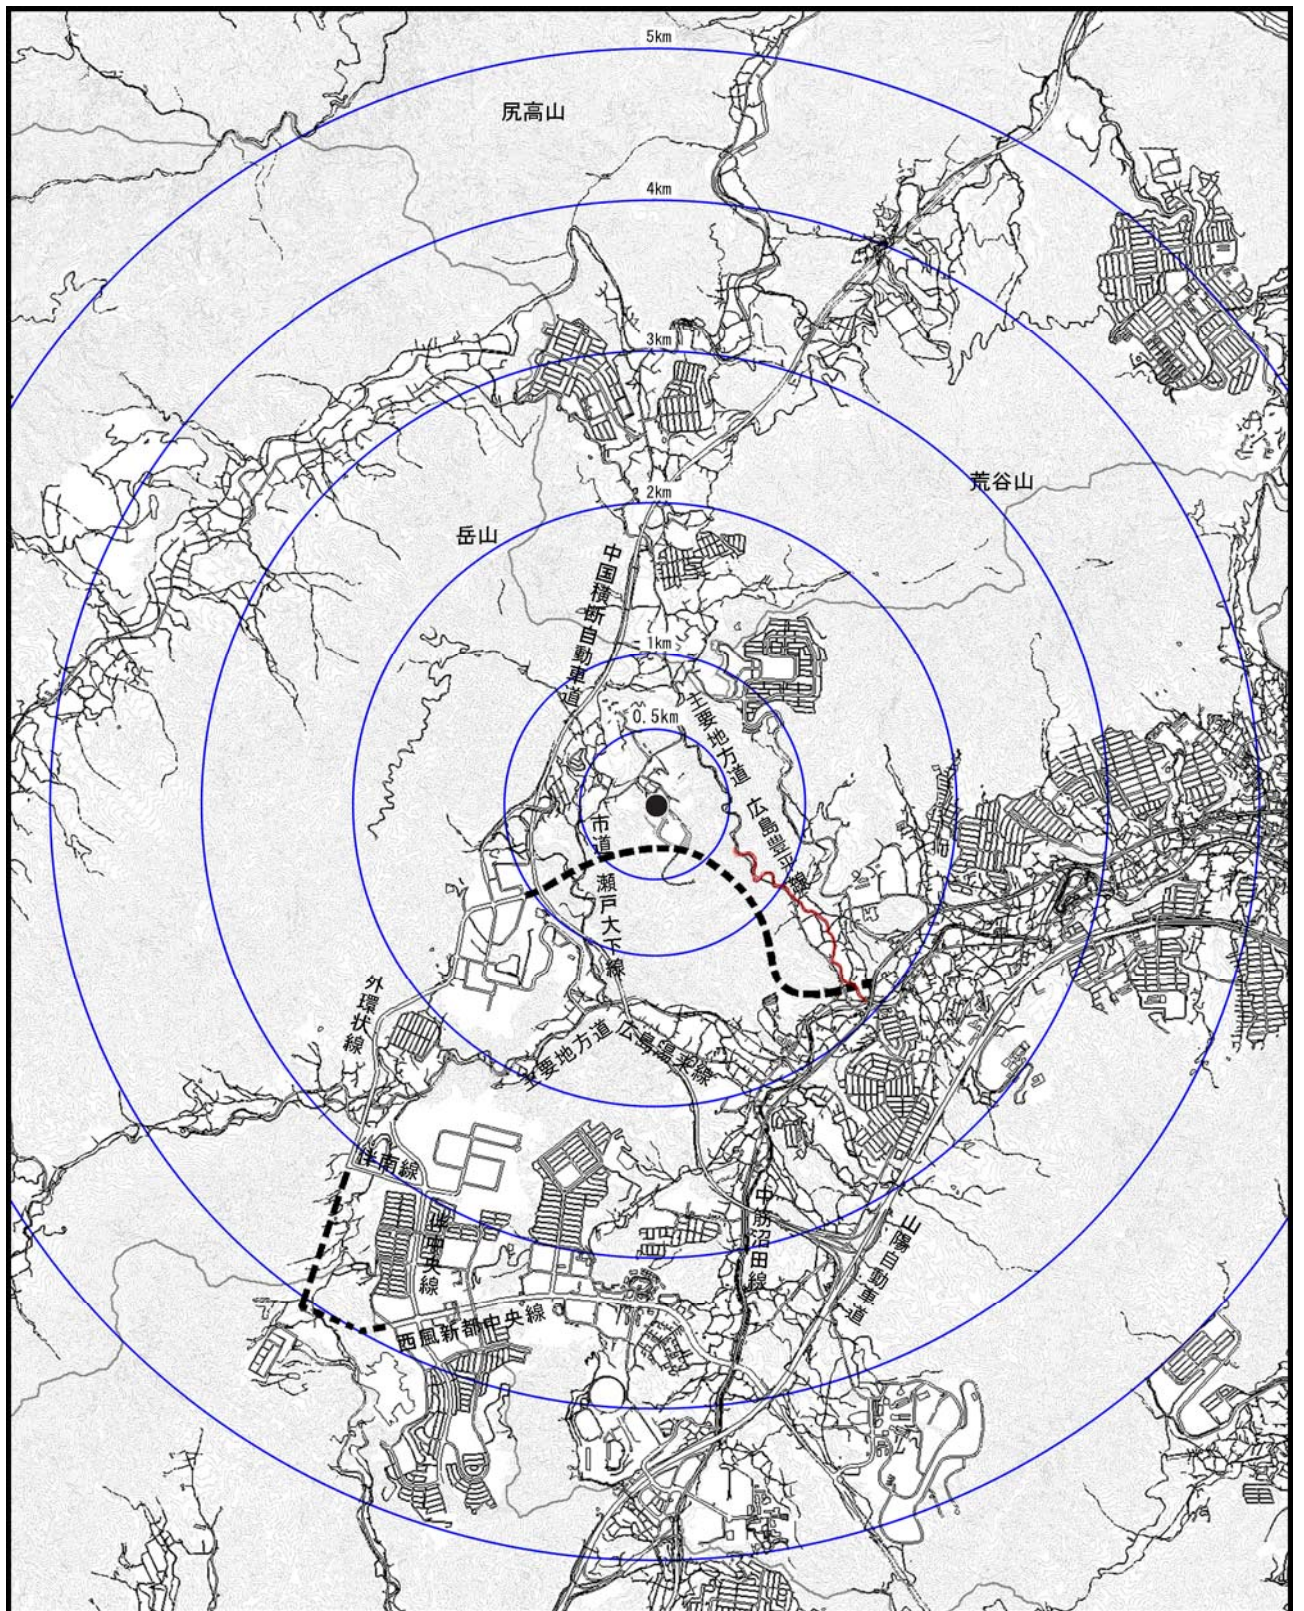 5km
尻高山
4km
3km
荒谷山
2km
岳山
中国横断自動車道
1km
主要地方道 広島豊平線
0.5km
市道 瀬戸大下線
外環状線
主要地方道 広島湯来線
伴南線
伴中央線
中筋沼田線
山陽自動車道
西風新都中央線